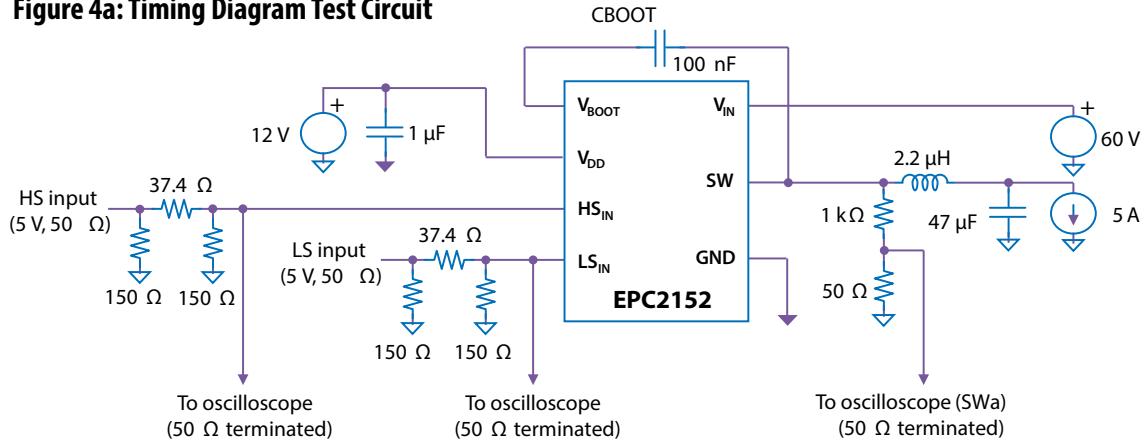 Figure 4a: Timing Diagram Test Circuit
CBOOT
100 nF
VBOOT
VIN
12 V
+
1 µF
+
60 V
VDD
2.2 µH
SW
HS input
(5 V, 50 Ω)
37.4 Ω
HSIN
1 kΩ
47 µF
5 A
LS input
(5 V, 50 Ω)
37.4 Ω
LSIN
GND
150 Ω
150 Ω
EPC2152
50 Ω
150 Ω
150 Ω
To oscilloscope
(50 Ω terminated)
To oscilloscope
(50 Ω terminated)
To oscilloscope (SWa)
(50 Ω terminated)